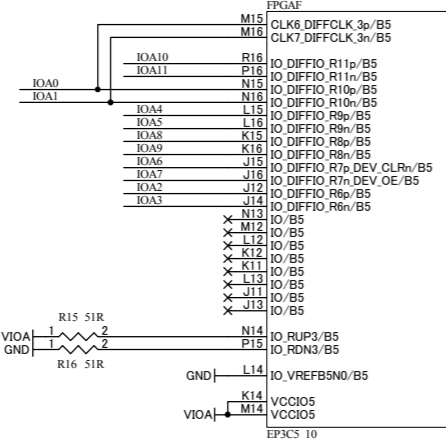 FPGAF
M15 CLK6_DIFFCLK_3p/B5
M16 CLK7_DIFFCLK_3n/B5
IOA10 R16 IO_DIFFIO_R11p/B5
IOA11 P16 IO_DIFFIO_R11n/B5
IOA0 N15 IO_DIFFIO_R10p/B5
IOA1 N16 IO_DIFFIO_R10n/B5
IOA4 L15 IO_DIFFIO_R9p/B5
IOA5 L16 IO_DIFFIO_R9n/B5
IOA8 K15 IO_DIFFIO_R8p/B5
IOA9 K16 IO_DIFFIO_R8n/B5
IOA6 J15 IO_DIFFIO_R7p_DEV_CLRn/B5
IOA7 J16 IO_DIFFIO_R7n_DEV_OE/B5
IOA2 J12 IO_DIFFIO_R6p/B5
IOA3 J14 IO_DIFFIO_R6n/B5
N13 IO/B5
M12 IO/B5
L12 IO/B5
K12 IO/B5
K11 IO/B5
L13 IO/B5
J11 IO/B5
J13 IO/B5
R15 51R
VIOA 1 2 N14 IO_RUP3/B5
GND 1 2 P15 IO_RDN3/B5
R16 51R
GND L14 IO_VREFB5N0/B5
K14 VCCIO5
VIOA M14 VCCIO5
EP3C5_10